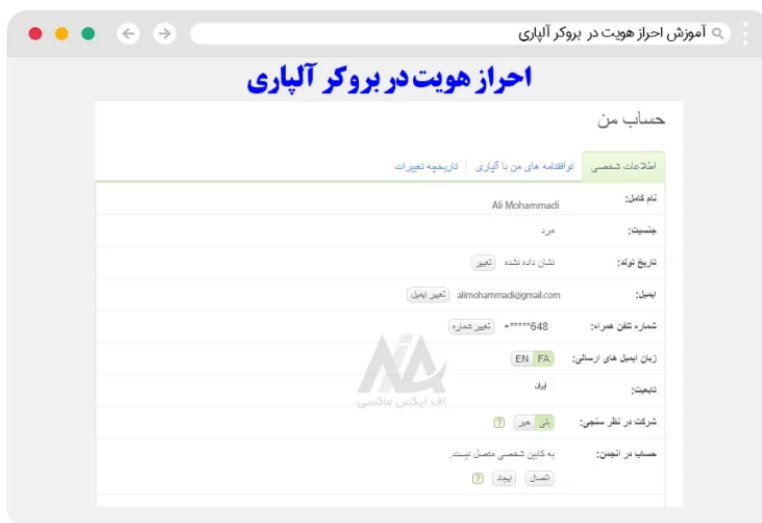 آموزش احراز هویت در بروکر آلپاری
احراز هویت در بروکر آلپاری
حساب من
اطلاعات شخصی توافقنامه های من با آلپاری تاریخچه تغییرات
نام کامل: Ali Mohammadi
جنسیت: مرد
تاریخ تولد: نشان داده نشده تغییر
ایمیل: alimohammadi@gmail.com تغییر ایمیل
شماره تلفن همراه: +*****648 تغییر شماره
زبان ایمیل های ارسالی: FA EN
تابعیت: ایران
شرکت در نظر سنجی: بلی خیر ?
حساب در انجمن: به کابین شخصی متصل نیست.
اتصال ایجاد ?
اف ایکس ماکسی